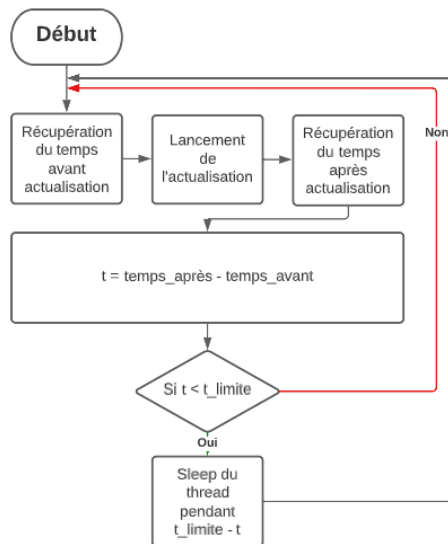 Début
Récupération
du temps
avant
actualisation
Lancement
de
l'actualisation
Récupération
du temps
après
actualisation
Non
t = temps_après - temps_avant
Si t < t_limite
Oui
Sleep du
thread
pendant
t_limite - t